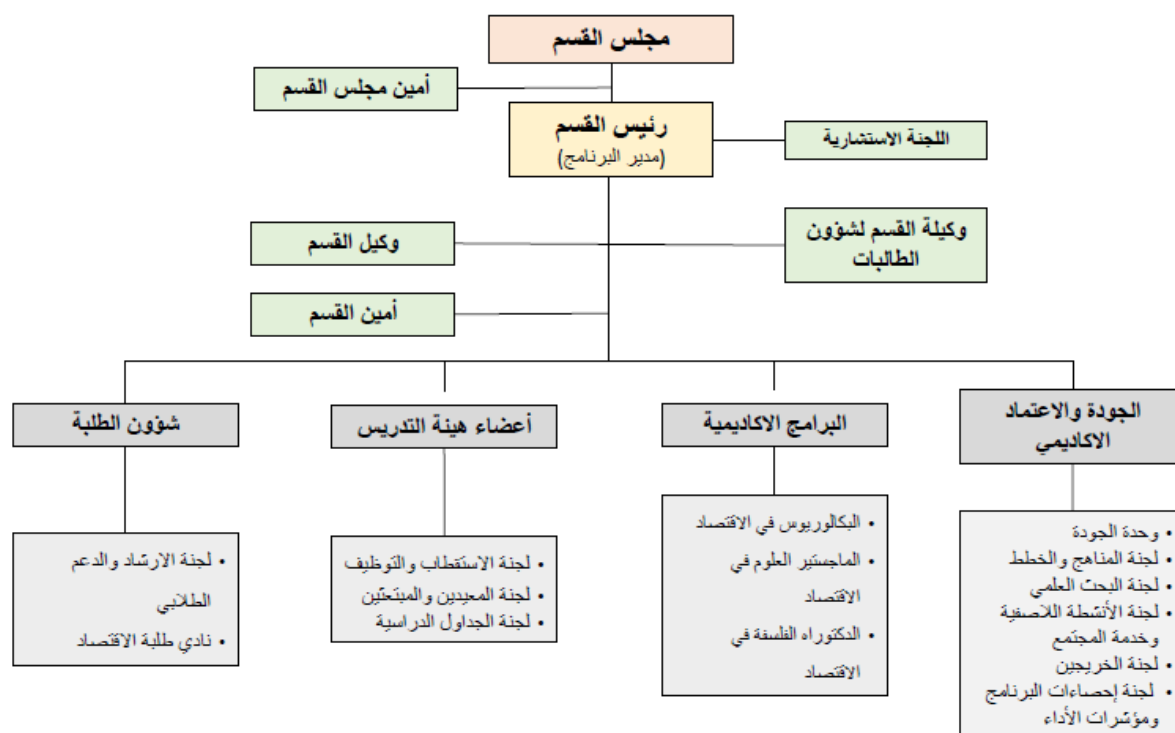 مجلس القسم
أمين مجلس القسم
رئيس القسم
(مدير البرنامج)
اللجنة الاستشارية
وكيلة القسم لشؤون
الطالبات
وكيل القسم
أمين القسم
الجودة والاعتماد
الاكاديمي
• وحدة الجودة
• لجنة المناهج والخطط
• لجنة البحث العلمي
• لجنة الأنشطة اللاصفية
وخدمة المجتمع
• لجنة الخريجين
• لجنة إحصاءات البرنامج
ومؤشرات الأداء
البرامج الاكاديمية
• البكالوريوس في الاقتصاد
• الماجستير العلوم في
الاقتصاد
• الدكتوراه الفلسفة في
الاقتصاد
أعضاء هيئة التدريس
• لجنة الاستقطاب والتوظيف
• لجنة المعيدين والمبتعثين
• لجنة الجداول الدراسية
شؤون الطلبة
• لجنة الارشاد والدعم
الطلابي
• نادي طلبة الاقتصاد